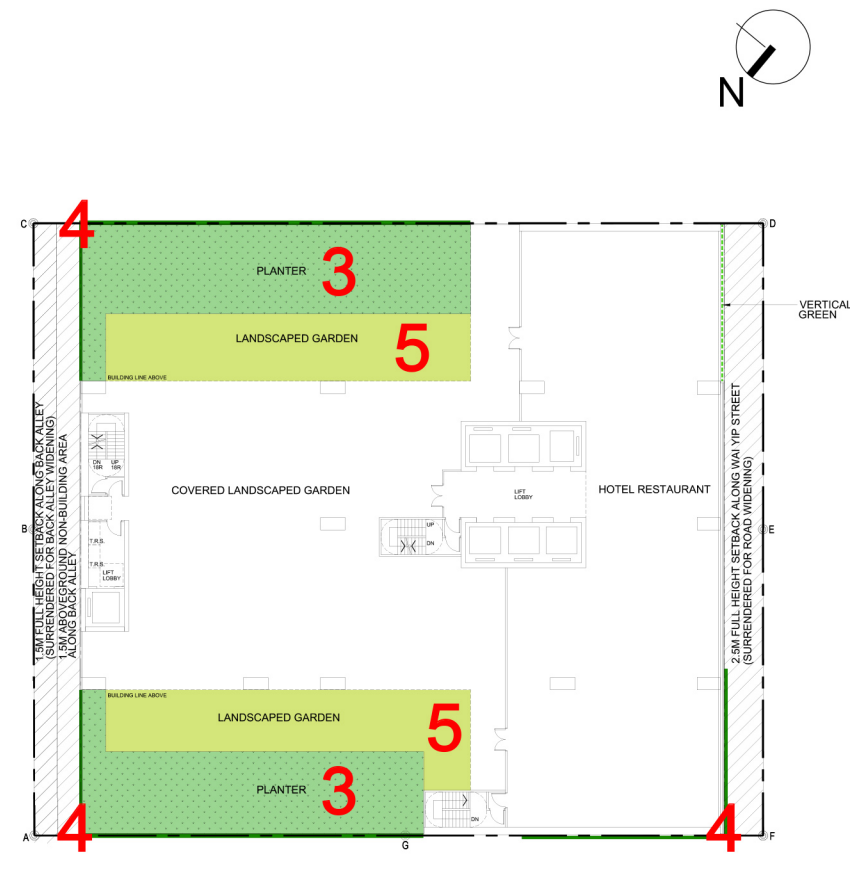 N
C
4
D
PLANTER
3
VERTICAL
GREEN
LANDSCAPED GARDEN
5
BUILDING LINE ABOVE
1.5M FULL HEIGHT SETBACK ALONG BACK ALLEY
(SURRENDERED FOR BACK ALLEY WIDENING)
1.5M ABOVEGROUND NON-BUILDING AREA
ALONG BACK ALLEY
2.5M FULL HEIGHT SETBACK ALONG WAI YIP STREET
(SURRENDERED FOR ROAD WIDENING)
DN UP
18R 18R
COVERED LANDSCAPED GARDEN
LIFT
LOBBY
HOTEL RESTAURANT
UP
DN
B
E
T.R.S.
T.R.S.
LIFT
LOBBY
BUILDING LINE ABOVE
LANDSCAPED GARDEN
5
PLANTER
3
DN
A
4
G
4
F